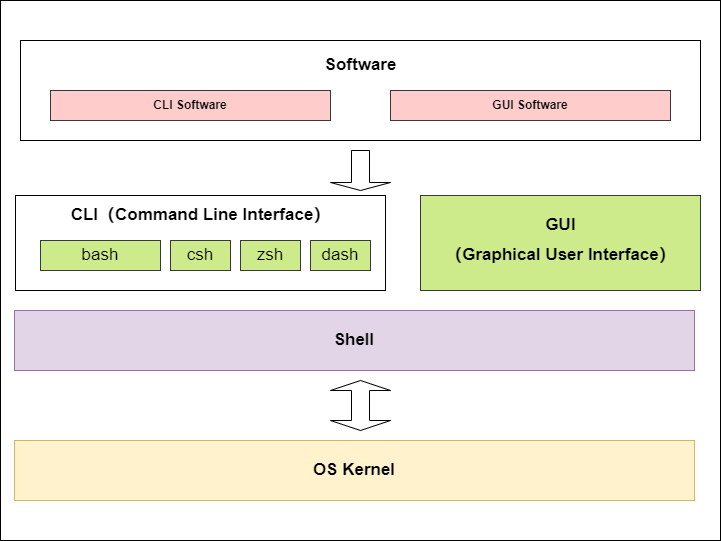 Software
CLI Software
GUI Software
CLI（Command Line Interface）
bash
csh
zsh
dash
GUI
（Graphical User Interface）
Shell
OS Kernel